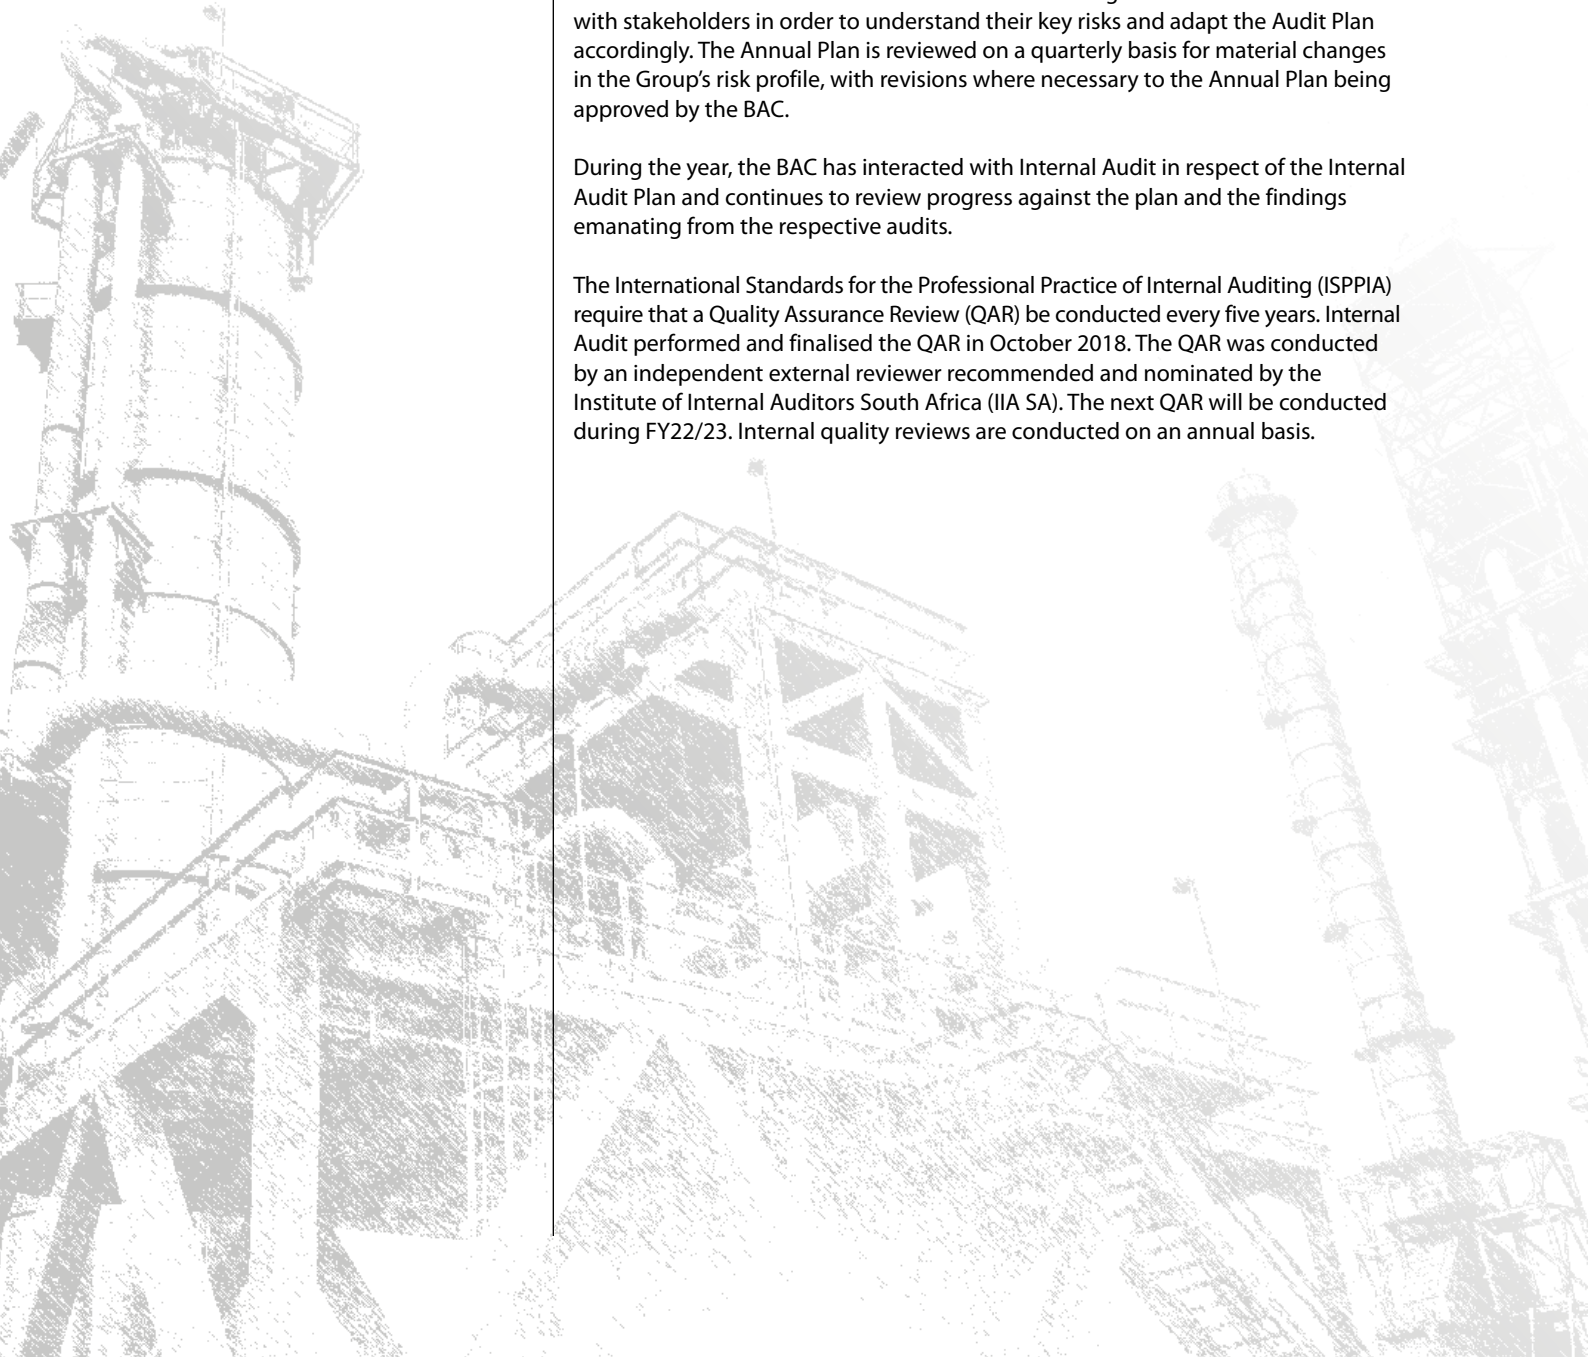 with stakeholders in order to understand their key risks and adapt the Audit Plan
accordingly. The Annual Plan is reviewed on a quarterly basis for material changes
in the Group’s risk profile, with revisions where necessary to the Annual Plan being
approved by the BAC.
During the year, the BAC has interacted with Internal Audit in respect of the Internal
Audit Plan and continues to review progress against the plan and the findings
emanating from the respective audits.
The International Standards for the Professional Practice of Internal Auditing (ISPPIA)
require that a Quality Assurance Review (QAR) be conducted every five years. Internal
Audit performed and finalised the QAR in October 2018. The QAR was conducted
by an independent external reviewer recommended and nominated by the
Institute of Internal Auditors South Africa (IIA SA). The next QAR will be conducted
during FY22/23. Internal quality reviews are conducted on an annual basis.